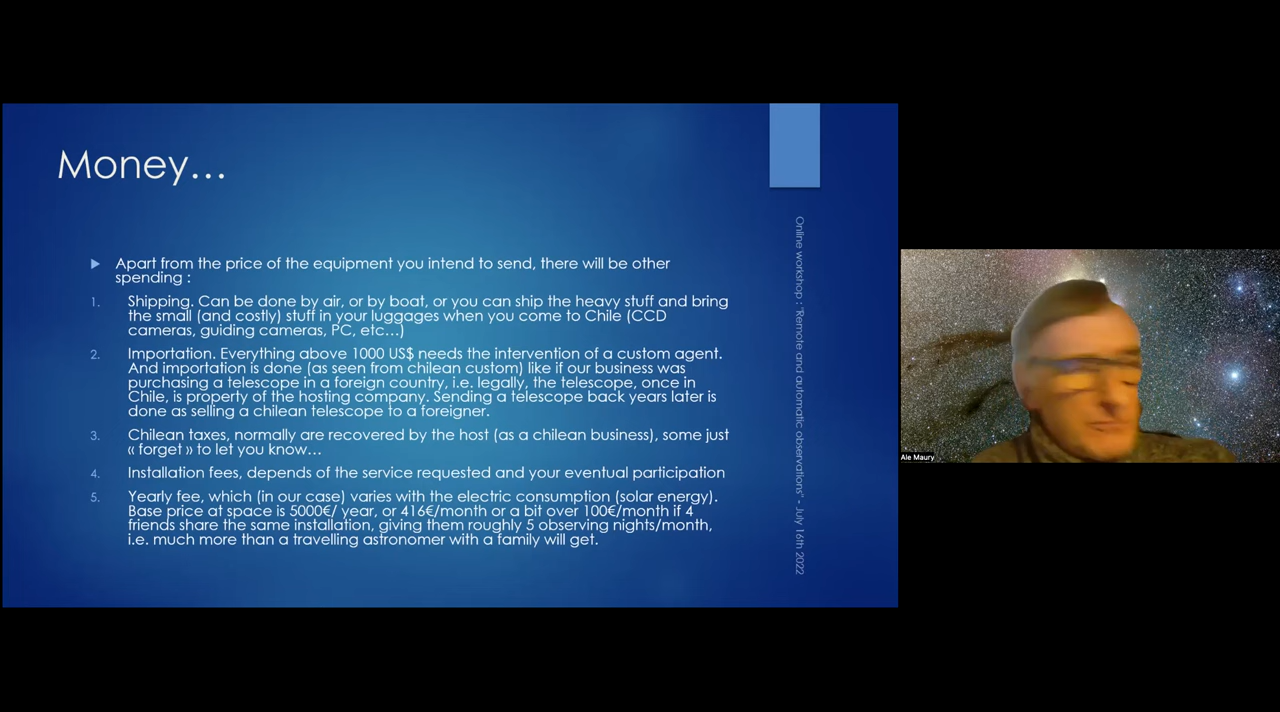 Money...
Apart from the price of the equipment you intend to send, there will be other
spending :
1. Shipping. Can be done by air, or by boat, or you can ship the heavy stuff and bring
the small (and costly) stuff in your luggages when you come to Chile (CCD
cameras, guiding cameras, PC, etc...)
2. Importation. Everything above 1000 US$ needs the intervention of a custom agent.
And importation is done (as seen from chilean custom) like if our business was
purchasing a telescope in a foreign country, i.e. legally, the telescope, once in
Chile, is property of the hosting company. Sending a telescope back years later is
done as selling a chilean telescope to a foreigner.
3. Chilean taxes, normally are recovered by the host (as a chilean business), some just
« forget » to let you know...
4. Installation fees, depends of the service requested and your eventual participation
5. Yearly fee, which (in our case) varies with the electric consumption (solar energy).
Base price at space is 5000€/ year, or 416€/month or a bit over 100€/month if 4
friends share the same installation, giving them roughly 5 observing nights/month,
i.e. much more than a travelling astronomer with a family will get.
Online workshop : "Remote and automatic observations" - July 16th 2022
Ale Maury